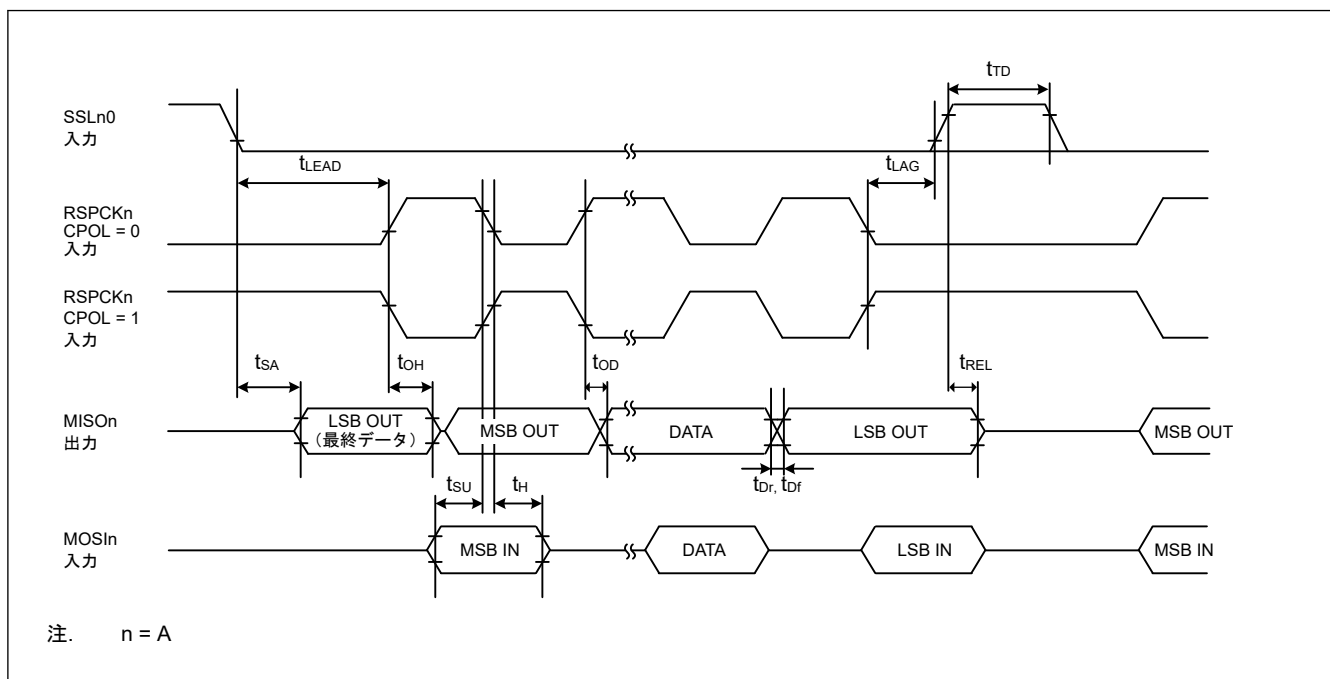 tTD
SSLn0
入力
tLEAD
tLAG
RSPCKn
CPOL = 0
入力
RSPCKn
CPOL = 1
入力
tSA
tOH
tOD
tREL
MISOn
出力
LSB OUT
(最終データ)
MSB OUT
DATA
LSB OUT
MSB OUT
tSU
tH
tDr, tDf
MOSIn
入力
MSB IN
DATA
LSB IN
MSB IN
注. n = A